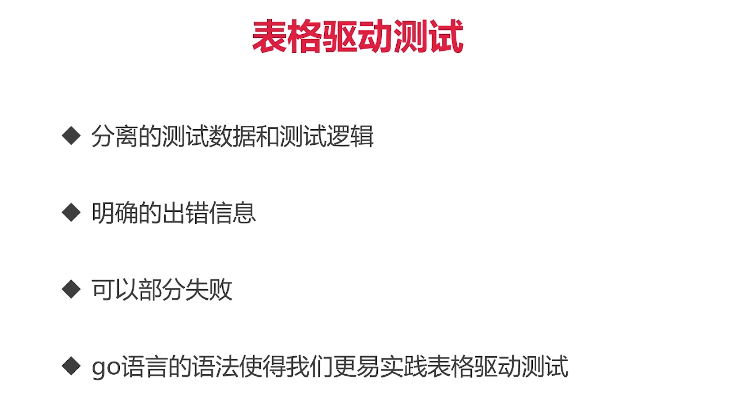 表格驱动测试
◆ 分离的测试数据和测试逻辑
◆ 明确的出错信息
◆ 可以部分失败
◆ go语言的语法使得我们更易实践表格驱动测试